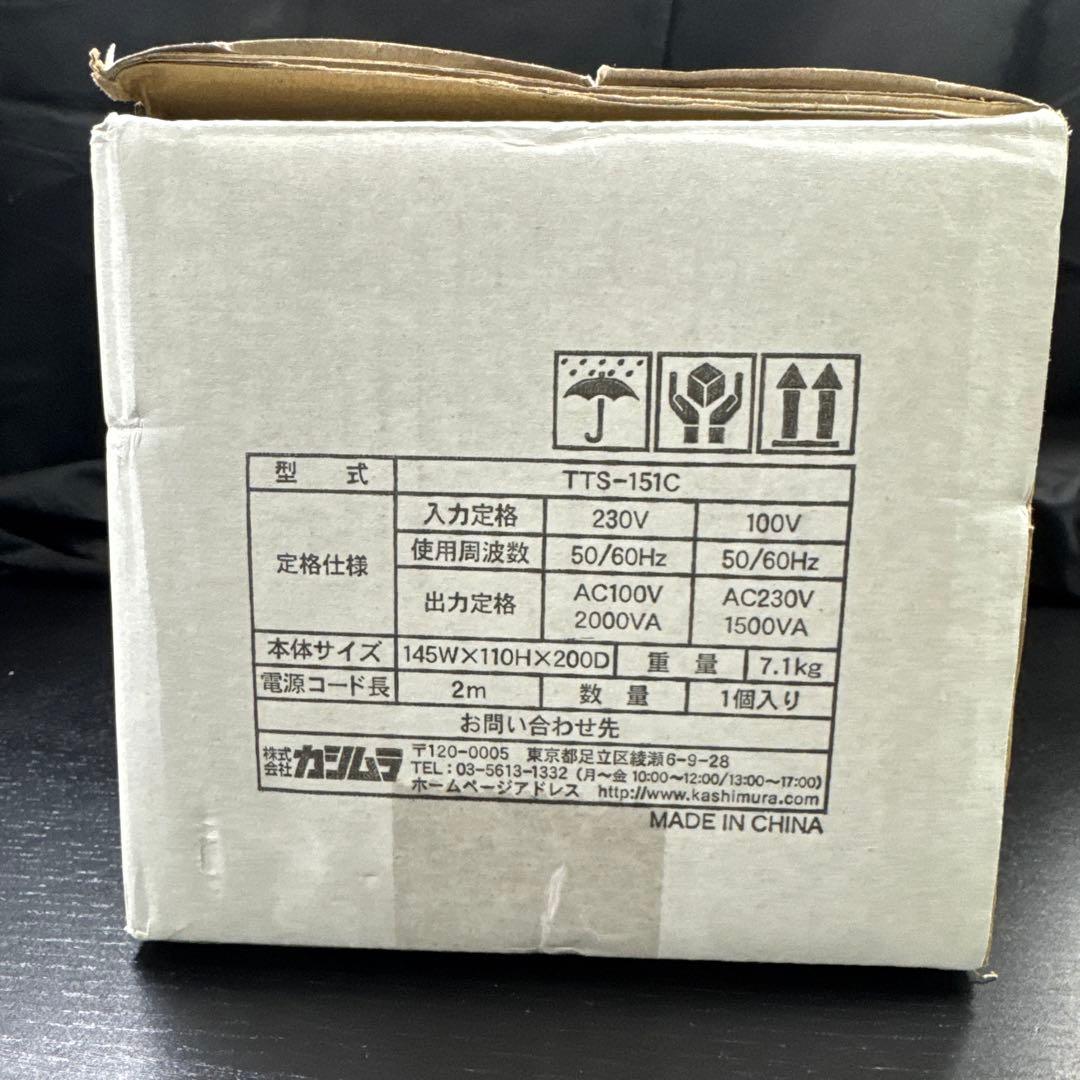 型 式 TTS-151C
定格仕様
入力定格 230V 100V
使用周波数 50/60Hz 50/60Hz
出力定格 AC100V 2000VA AC230V 1500VA
本体サイズ 145W×110H×200D 重 量 7.1kg
電源コード長 2m 数 量 1個入り
お問い合わせ先
株式会社 カシムラ
〒120-0005 東京都足立区綾瀬6-9-28
TEL：03-5613-1332（月〜金 10:00〜12:00/13:00〜17:00）
ホームページアドレス http://www.kashimura.com
MADE IN CHINA